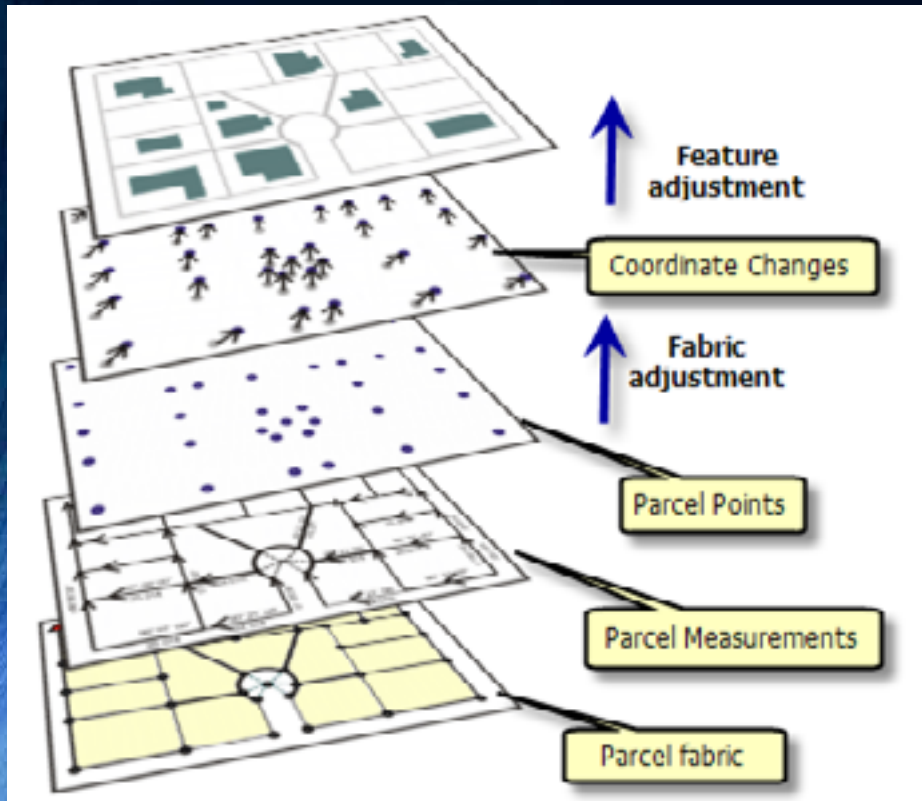 Feature
adjustment
Coordinate Changes
Fabric
adjustment
Parcel Points
Parcel Measurements
Parcel fabric